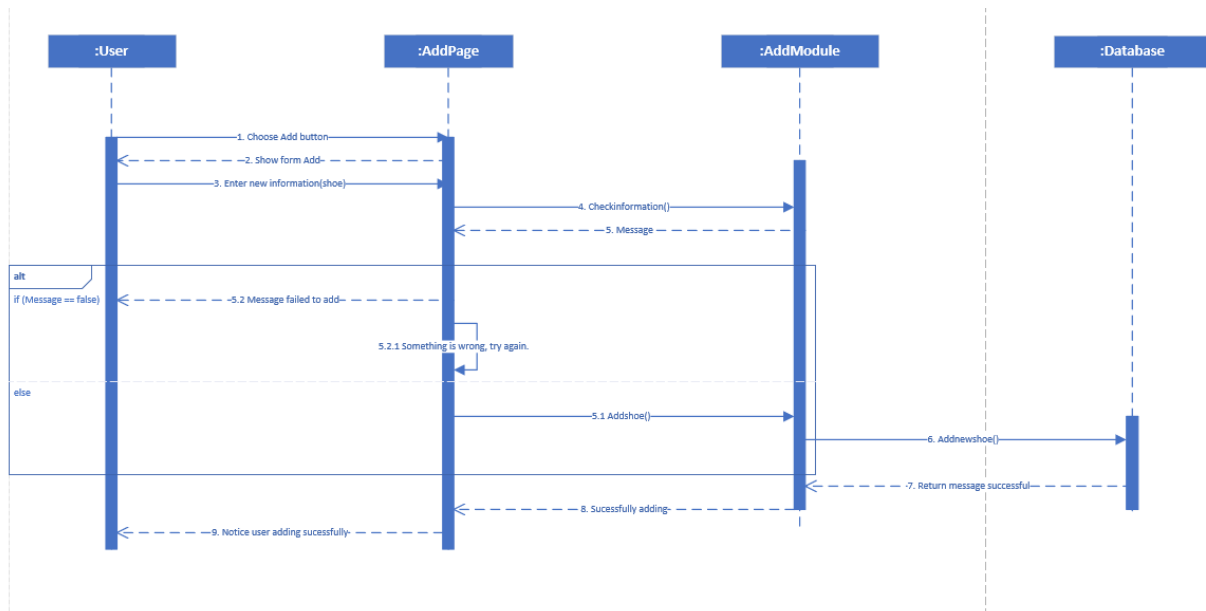 :User
:AddPage
:AddModule
:Database
1. Choose Add button
2. Show form Add
3. Enter new information(shoe)
4. Checkinformation()
5. Message
alt
if (Message == false)
5.2 Message failed to add
5.2.1 Something is wrong, try again.
else
5.1 Addshoe()
6. Addnewshoe()
7. Return message successful
8. Sucessfully adding
9. Notice user adding sucessfully